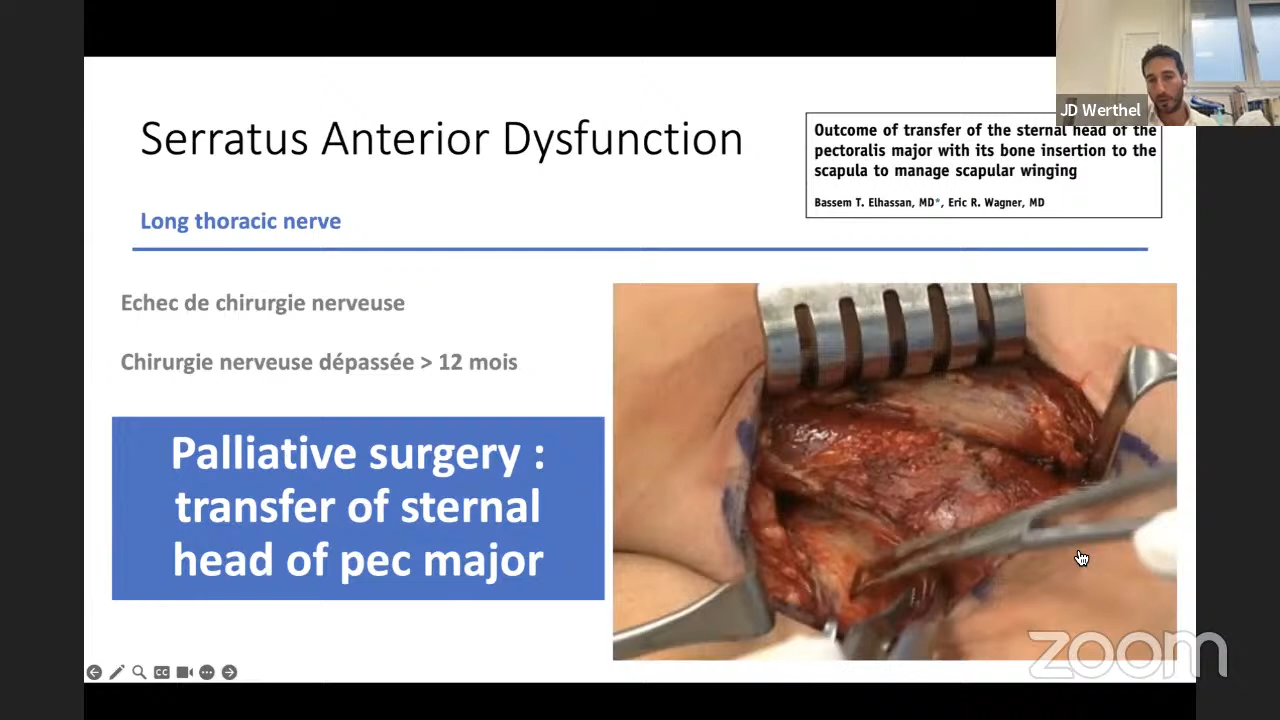 JD Werthel
Serratus Anterior Dysfunction
Outcome of transfer of the sternal head of the
pectoralis major with its bone insertion to the
scapula to manage scapular winging
Bassem T. Elhassan, MD*, Eric R. Wagner, MD
Long thoracic nerve
Echec de chirurgie nerveuse
Chirurgie nerveuse dépassée > 12 mois
Palliative surgery :
transfer of sternal
head of pec major
CC
zoom